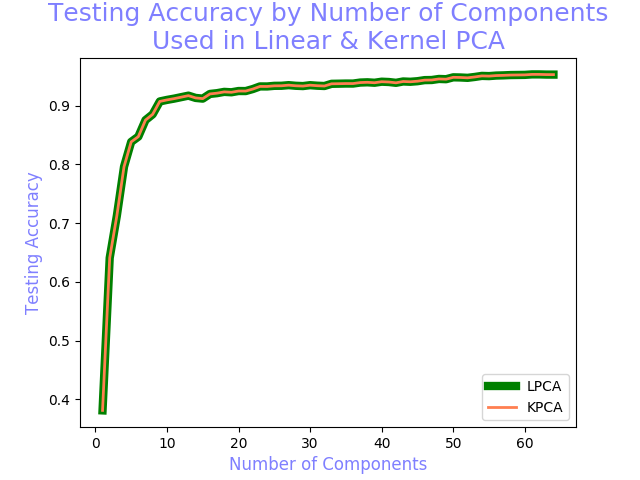 Testing Accuracy by Number of Components
Used in Linear & Kernel PCA
Testing Accuracy
0.9
0.8
0.7
0.6
0.5
0.4
LPCA
KPCA
0 10 20 30 40 50 60
Number of Components